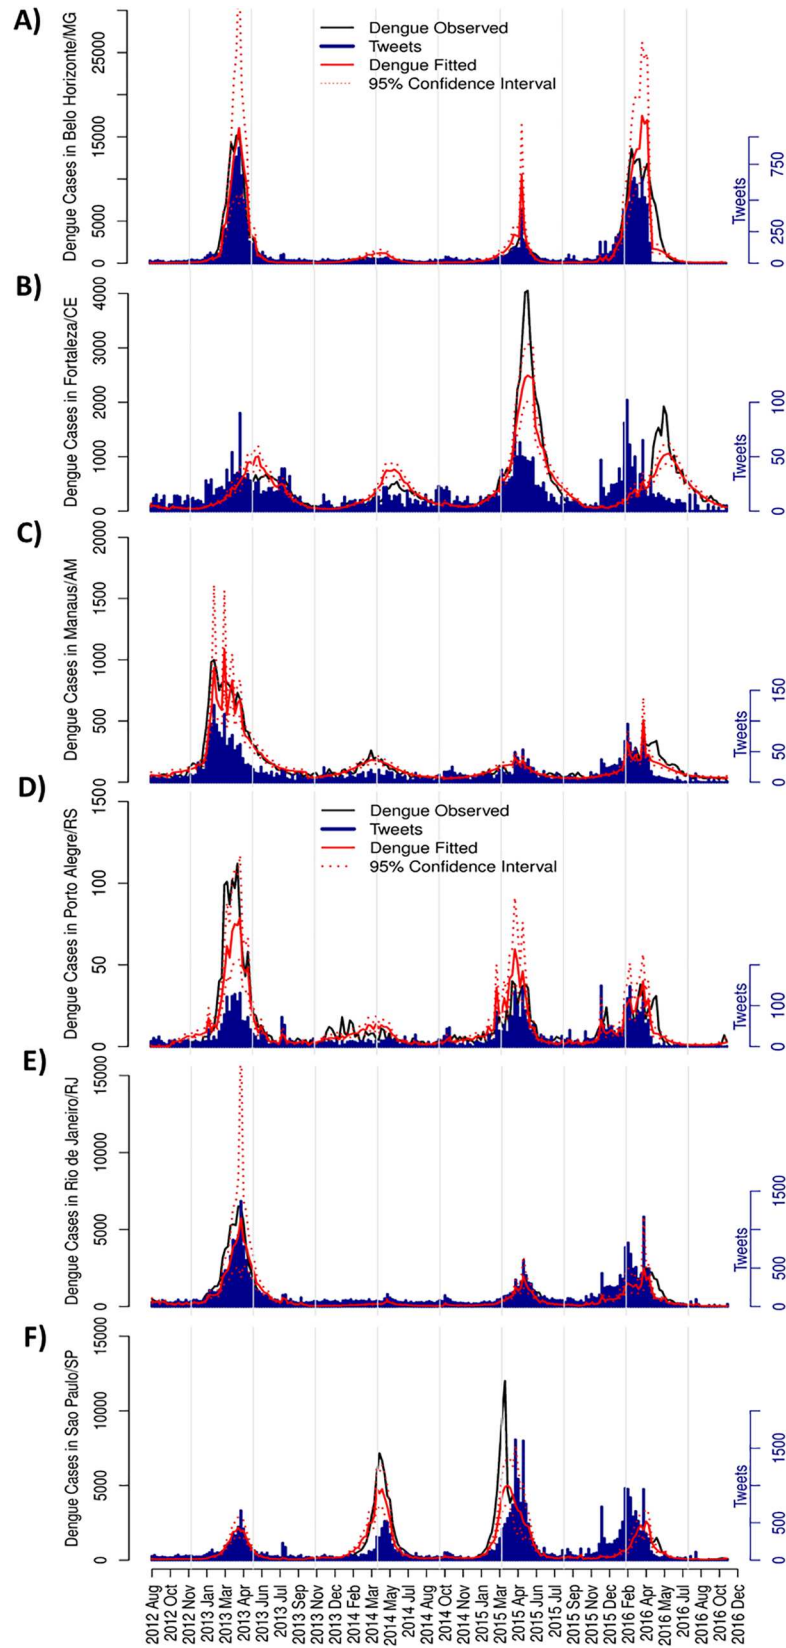 A)
Dengue Cases in Belo Horizonte/MG
0 5000 15000 25000
Dengue Observed
Tweets
Dengue Fitted
95% Confidence Interval
Tweets
0 250 750
B)
Dengue Cases in Fortaleza/CE
0 1000 2000 3000 4000
Tweets
0 50 100
C)
Dengue Cases in Manaus/AM
0 500 1000 1500 2000
Tweets
0 50 150
D)
Dengue Cases in Porto Alegre/RS
0 50 100 150
Dengue Observed
Tweets
Dengue Fitted
95% Confidence Interval
Tweets
0 100
E)
Dengue Cases in Rio de Janeiro/RJ
0 5000 10000 15000
Tweets
0 500 1500
F)
Dengue Cases in Sao Paulo/SP
0 5000 10000 15000
Tweets
0 500 1500
2012 Aug
2012 Oct
2012 Nov
2013 Jan
2013 Mar
2013 Apr
2013 Jun
2013 Jul
2013 Sep
2013 Nov
2013 Dec
2014 Feb
2014 Mar
2014 May
2014 Jul
2014 Aug
2014 Oct
2014 Nov
2015 Jan
2015 Mar
2015 Apr
2015 Jun
2015 Jul
2015 Sep
2015 Nov
2015 Dec
2016 Feb
2016 Apr
2016 May
2016 Jul
2016 Aug
2016 Oct
2016 Dec